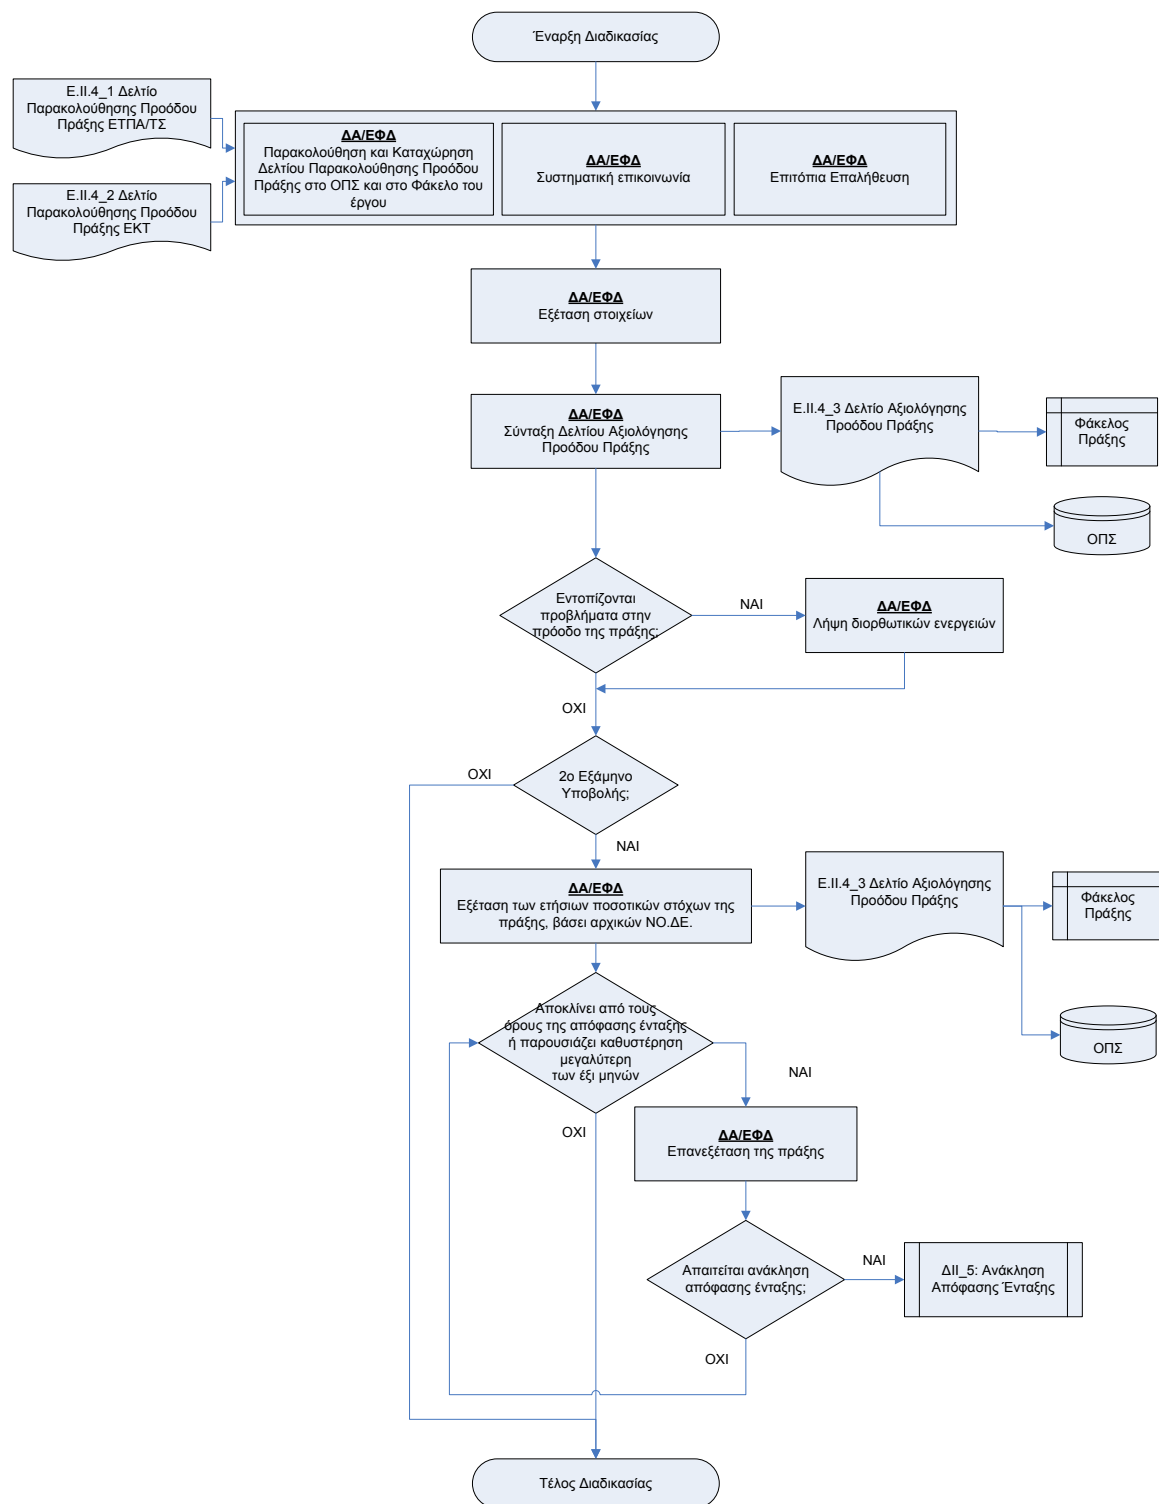 Έναρξη Διαδικασίας
Ε.ΙΙ.4_1 Δελτίο
Παρακολούθησης Προόδου
Πράξης ΕΤΠΑ/ΤΣ
Ε.ΙΙ.4_2 Δελτίο
Παρακολούθησης Προόδου
Πράξης ΕΚΤ
ΔΑ/ΕΦΔ
Παρακολούθηση και Καταχώρηση
Δελτίου Παρακολούθησης Προόδου
Πράξης στο ΟΠΣ και στο Φάκελο του
έργου
ΔΑ/ΕΦΔ
Συστηματική επικοινωνία
ΔΑ/ΕΦΔ
Επιτόπια Επαλήθευση
ΔΑ/ΕΦΔ
Εξέταση στοιχείων
ΔΑ/ΕΦΔ
Σύνταξη Δελτίου Αξιολόγησης
Προόδου Πράξης
Ε.ΙΙ.4_3 Δελτίο Αξιολόγησης
Προόδου Πράξης
Φάκελος
Πράξης
ΟΠΣ
Εντοπίζονται
προβλήματα στην
πρόοδο της πράξης;
ΝΑΙ
ΔΑ/ΕΦΔ
Λήψη διορθωτικών ενεργειών
ΟΧΙ
2ο Εξάμηνο
Υποβολής;
ΟΧΙ
ΝΑΙ
ΔΑ/ΕΦΔ
Εξέταση των ετήσιων ποσοτικών στόχων της
πράξης, βάσει αρχικών ΝΟ.ΔΕ.
Ε.ΙΙ.4_3 Δελτίο Αξιολόγησης
Προόδου Πράξης
Φάκελος
Πράξης
ΟΠΣ
Αποκλίνει από τους
όρους της απόφασης ένταξης
ή παρουσιάζει καθυστέρηση
μεγαλύτερη
των έξι μηνών
ΝΑΙ
ΟΧΙ
ΔΑ/ΕΦΔ
Επανεξέταση της πράξης
Απαιτείται ανάκληση
απόφασης ένταξης;
ΝΑΙ
ΔΙΙ_5: Ανάκληση
Απόφασης Ένταξης
ΟΧΙ
Τέλος Διαδικασίας